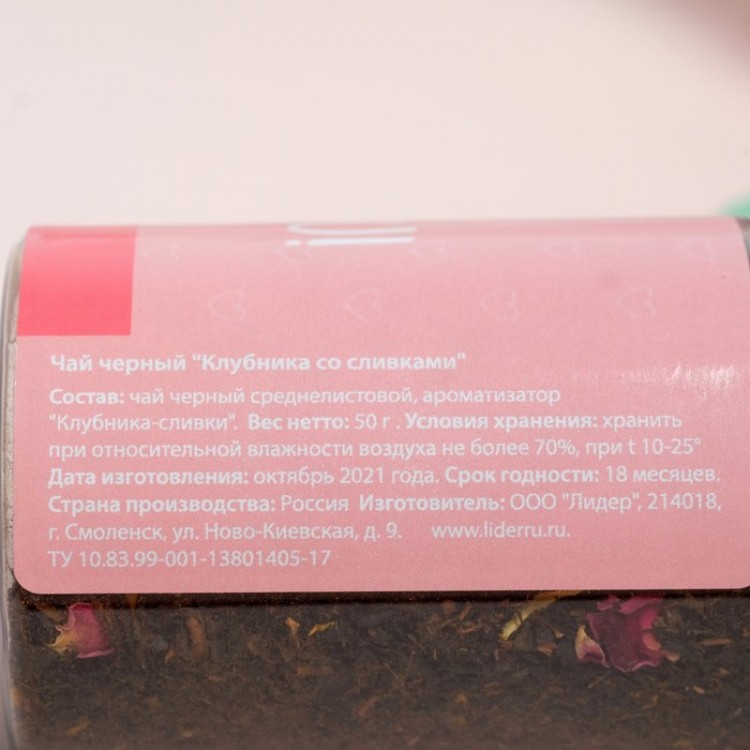 Чай черный "Клубника со сливками"
Состав: чай черный среднелистовой, ароматизатор
"Клубника-сливки". Вес нетто: 50 г . Условия хранения: хранить
при относительной влажности воздуха не более 70%, при t 10-25°
Дата изготовления: октябрь 2021 года. Срок годности: 18 месяцев.
Страна производства: Россия Изготовитель: ООО "Лидер", 214018,
г. Смоленск, ул. Ново-Киевская, д. 9. www.liderru.ru.
ТУ 10.83.99-001-13801405-17